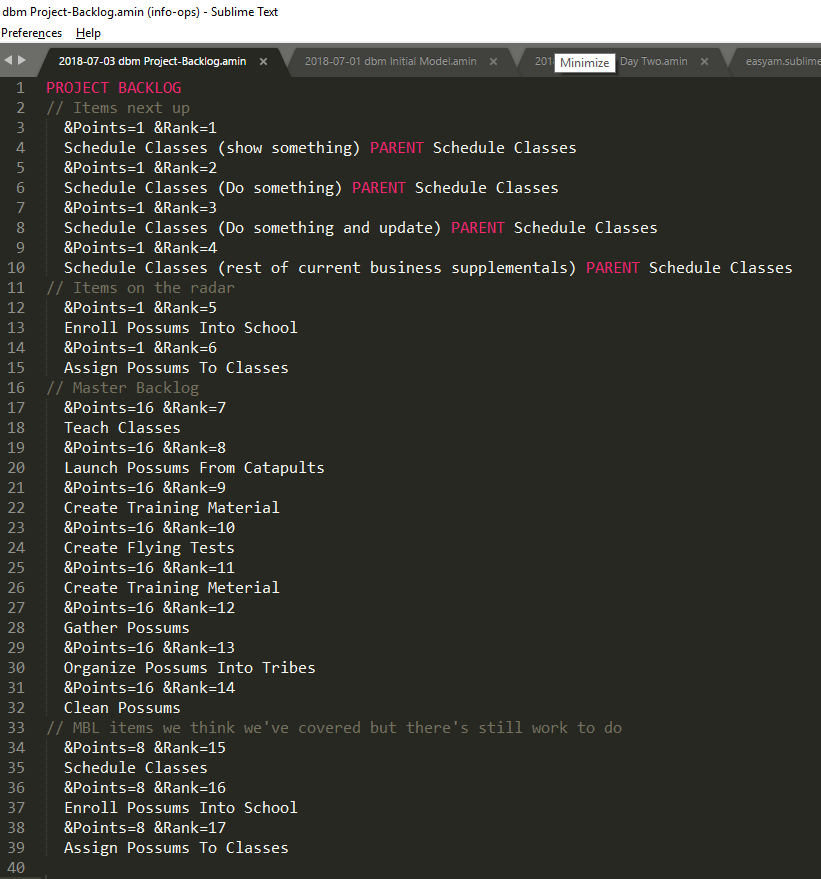 dbm Project-Backlog.amin (info-ops) - Sublime Text
Preferences Help
2018-07-03 dbm Project-Backlog.amin × 2018-07-01 dbm Initial Model.amin × 201 Minimize Day Two.amin × easyam.sublime
1 PROJECT BACKLOG
2 // Items next up
3 &Points=1 &Rank=1
4 Schedule Classes (show something) PARENT Schedule Classes
5 &Points=1 &Rank=2
6 Schedule Classes (Do something) PARENT Schedule Classes
7 &Points=1 &Rank=3
8 Schedule Classes (Do something and update) PARENT Schedule Classes
9 &Points=1 &Rank=4
10 Schedule Classes (rest of current business supplementals) PARENT Schedule Classes
11 // Items on the radar
12 &Points=1 &Rank=5
13 Enroll Possums Into School
14 &Points=1 &Rank=6
15 Assign Possums To Classes
16 // Master Backlog
17 &Points=16 &Rank=7
18 Teach Classes
19 &Points=16 &Rank=8
20 Launch Possums From Catapults
21 &Points=16 &Rank=9
22 Create Training Material
23 &Points=16 &Rank=10
24 Create Flying Tests
25 &Points=16 &Rank=11
26 Create Training Meterial
27 &Points=16 &Rank=12
28 Gather Possums
29 &Points=16 &Rank=13
30 Organize Possums Into Tribes
31 &Points=16 &Rank=14
32 Clean Possums
33 // MBL items we think we've covered but there's still work to do
34 &Points=8 &Rank=15
35 Schedule Classes
36 &Points=8 &Rank=16
37 Enroll Possums Into School
38 &Points=8 &Rank=17
39 Assign Possums To Classes
40